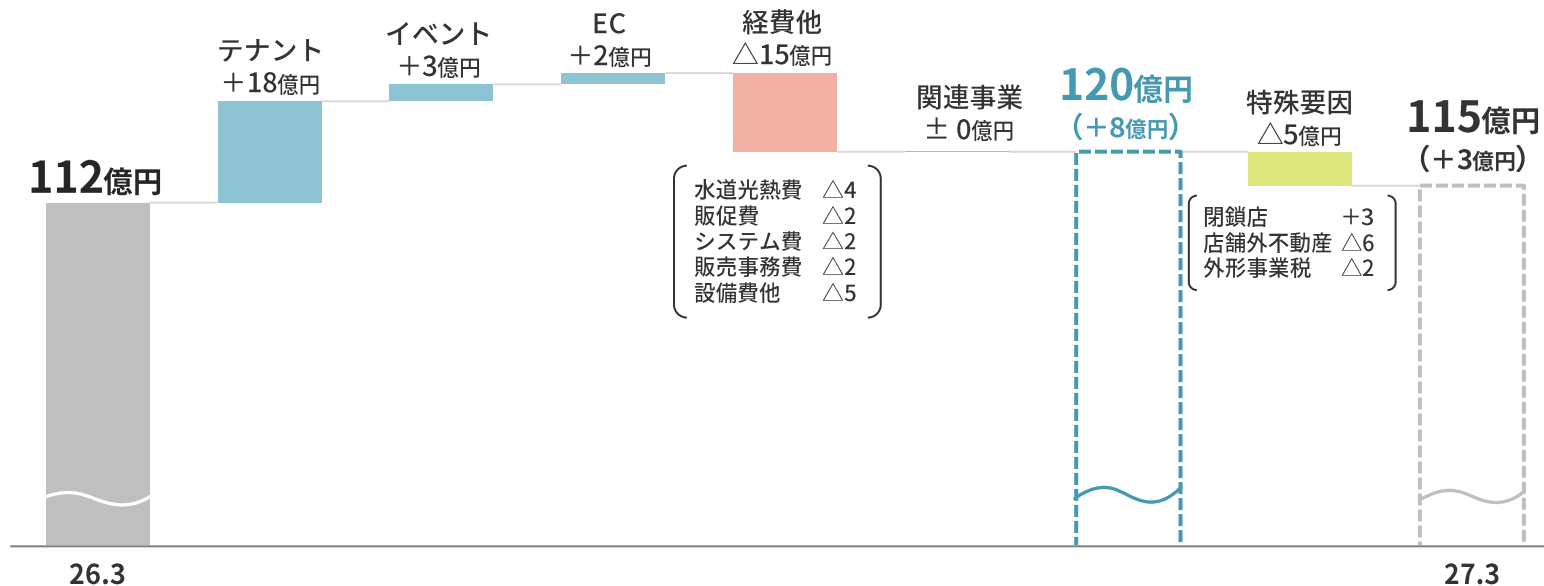 112億円
テナント
＋18億円
イベント
＋3億円
EC
＋2億円
経費他
△15億円
水道光熱費 △4
販促費 △2
システム費 △2
販売事務費 △2
設備費他 △5
関連事業
± 0億円
120億円
(＋8億円)
特殊要因
△5億円
閉鎖店 ＋3
店舗外不動産 △6
外形事業税 △2
115億円
(＋3億円)
26.3
27.3